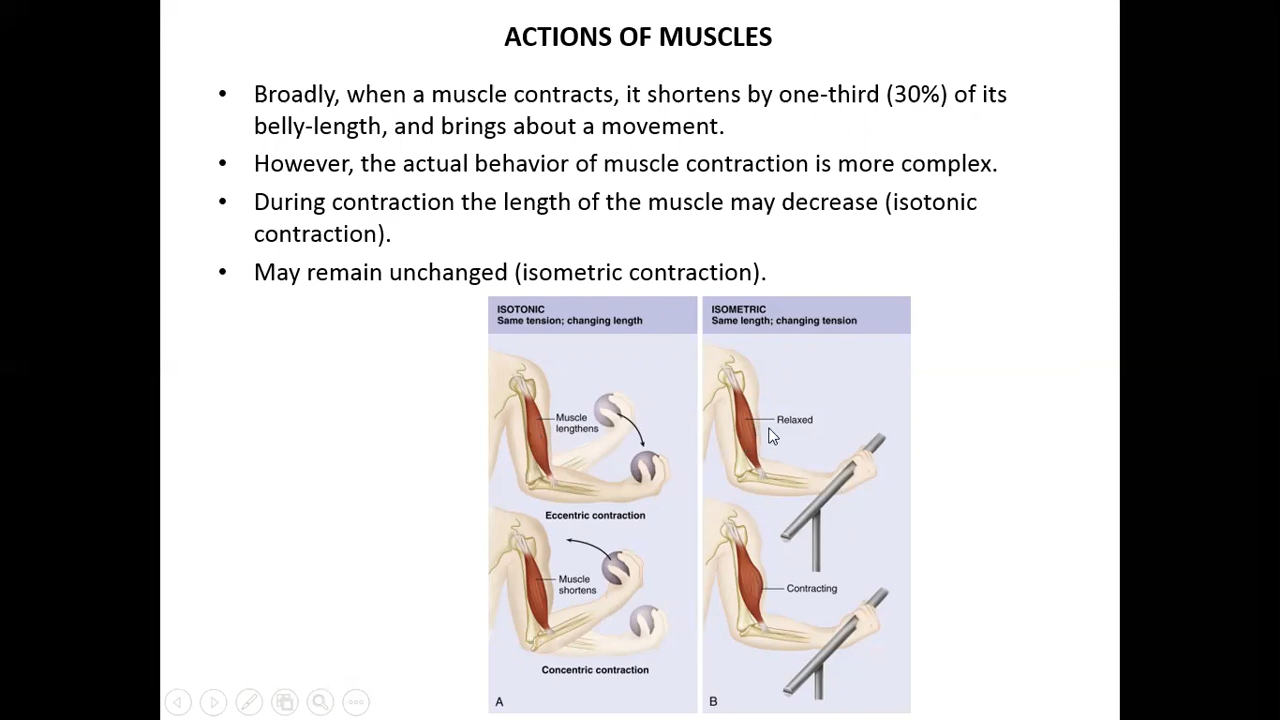 ACTIONS OF MUSCLES
• Broadly, when a muscle contracts, it shortens by one-third (30%) of its
belly-length, and brings about a movement.
• However, the actual behavior of muscle contraction is more complex.
• During contraction the length of the muscle may decrease (isotonic
contraction).
• May remain unchanged (isometric contraction).
ISOTONIC
Same tension; changing length
Muscle
lengthens
Eccentric contraction
Muscle
shortens
Concentric contraction
A
ISOMETRIC
Same length; changing tension
Relaxed
Contracting
B